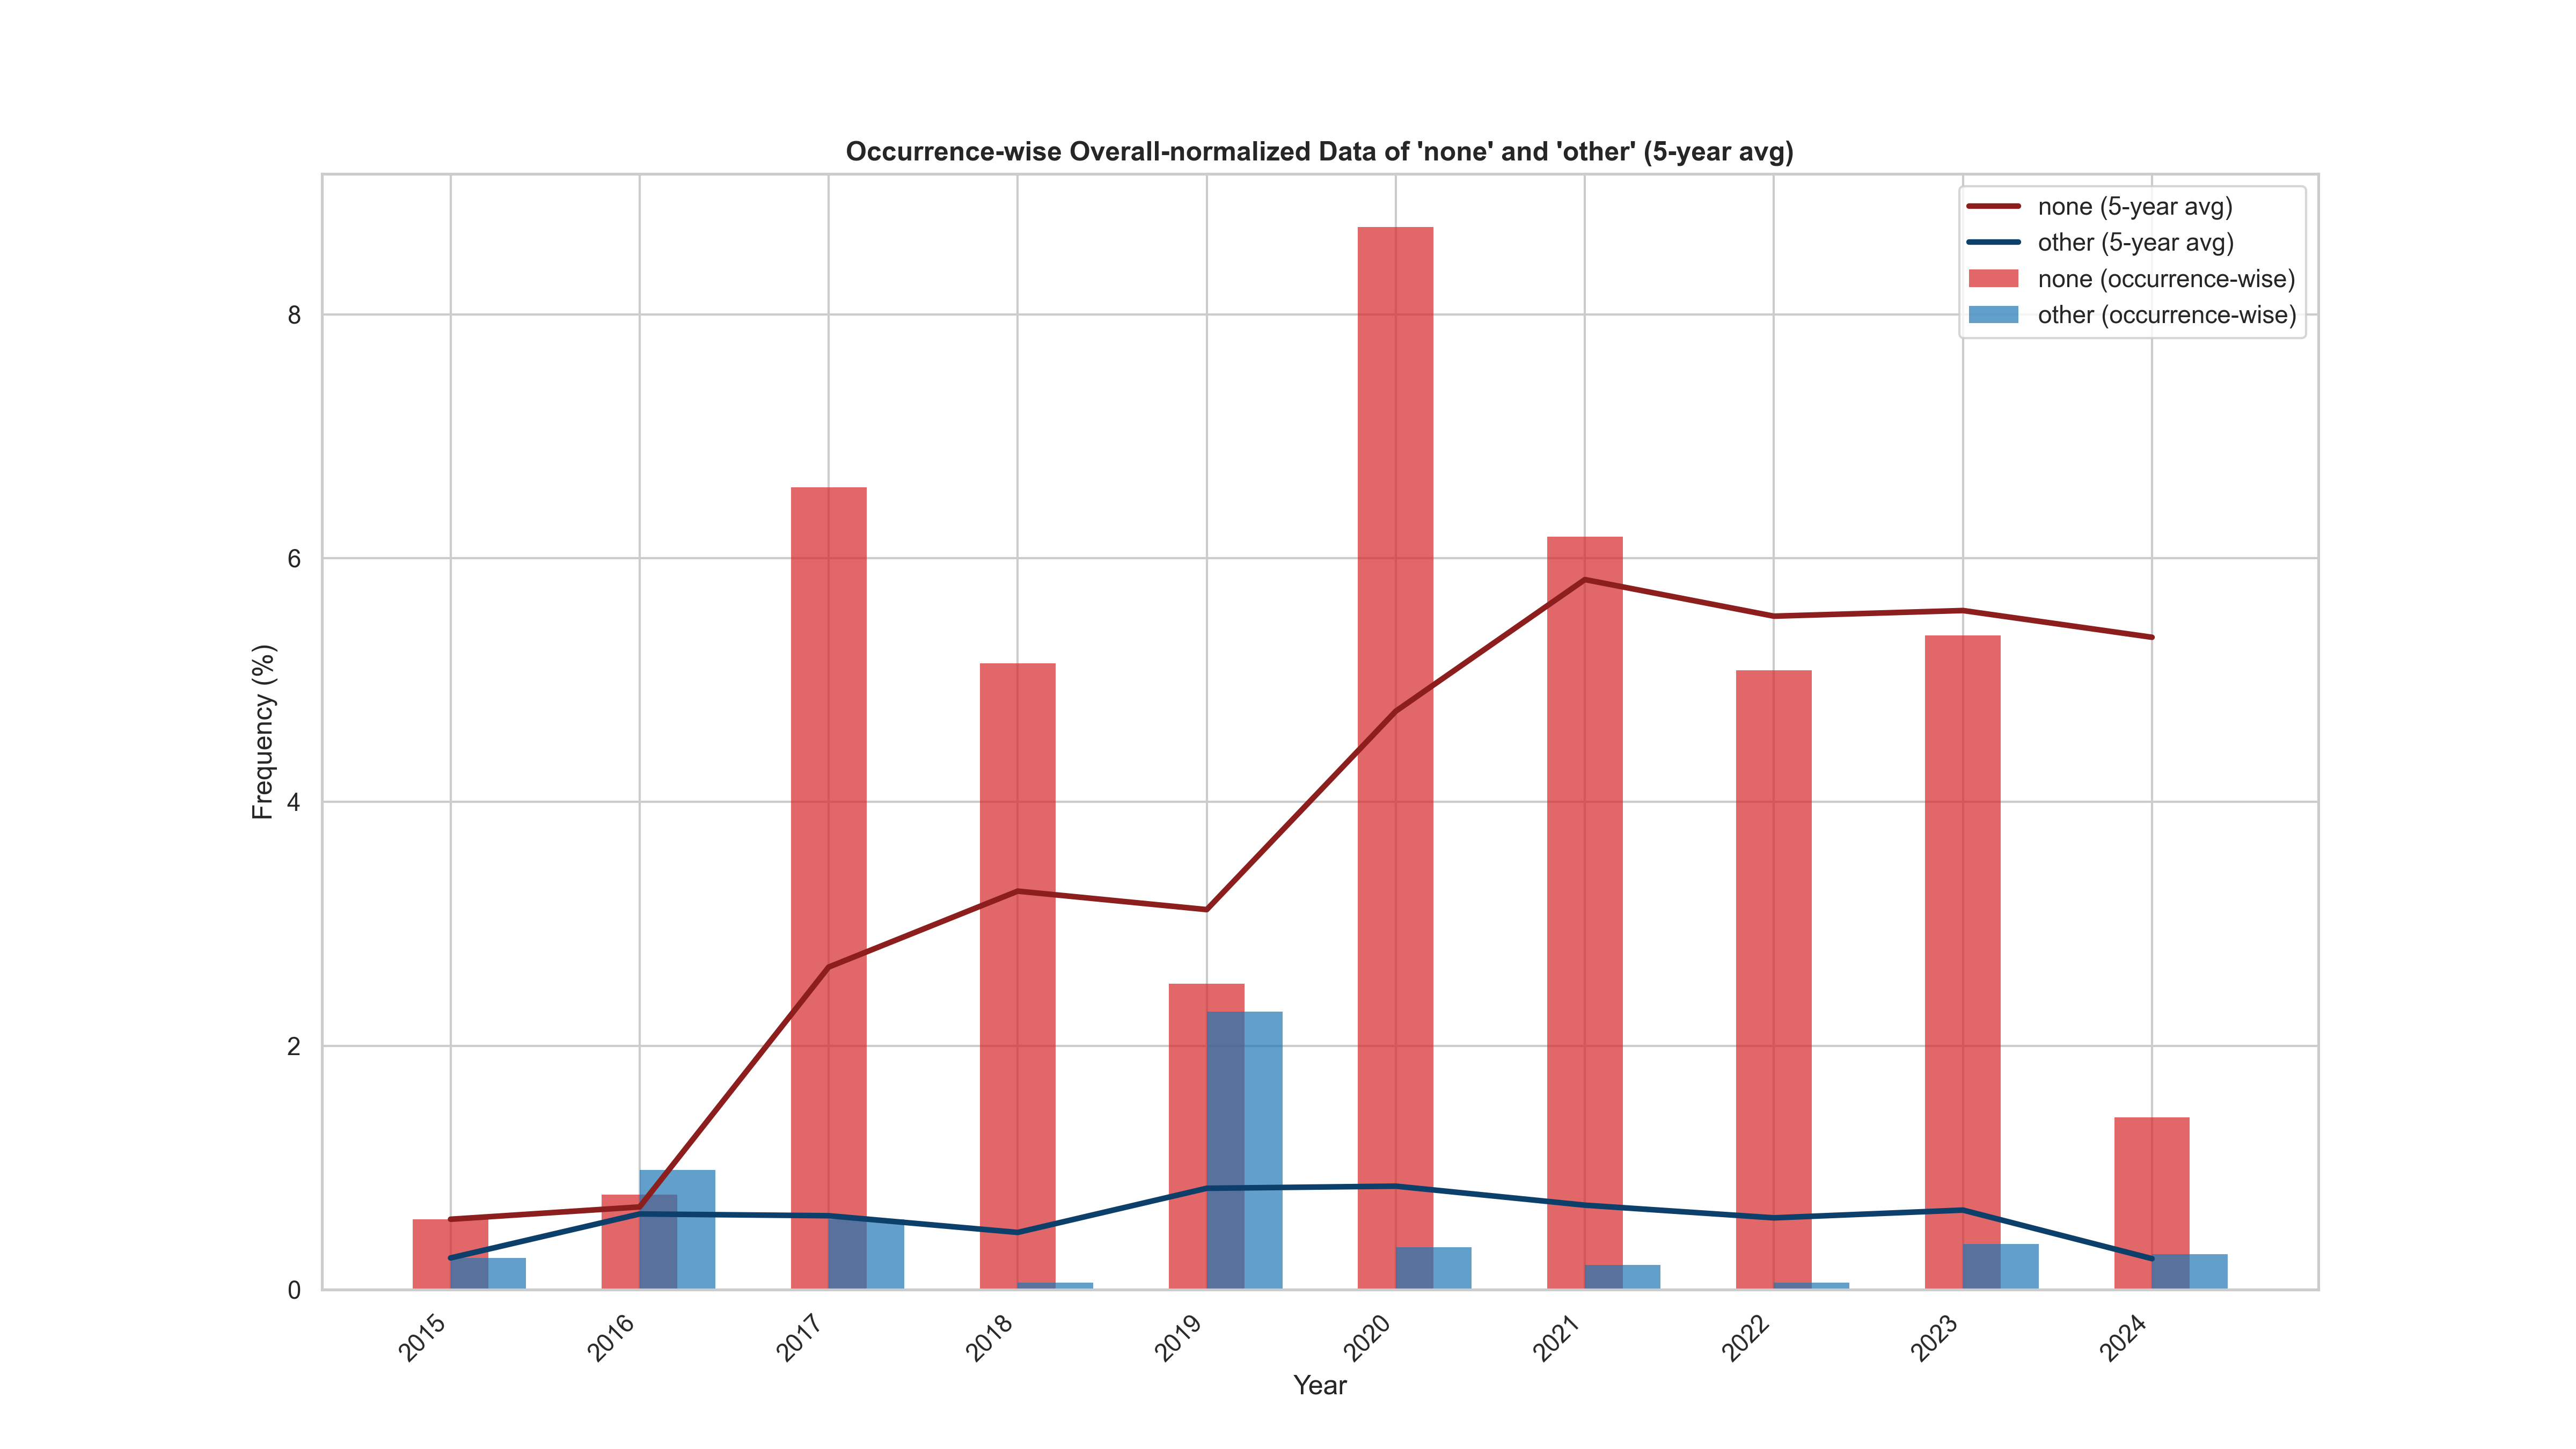 Occurrence-wise Overall-normalized Data of 'none' and 'other' (5-year avg)
none (5-year avg)
other (5-year avg)
none (occurrence-wise)
other (occurrence-wise)
Frequency (%)
8
6
4
2
0
2015
2016
2017
2018
2019
2020
2021
2022
2023
2024
Year